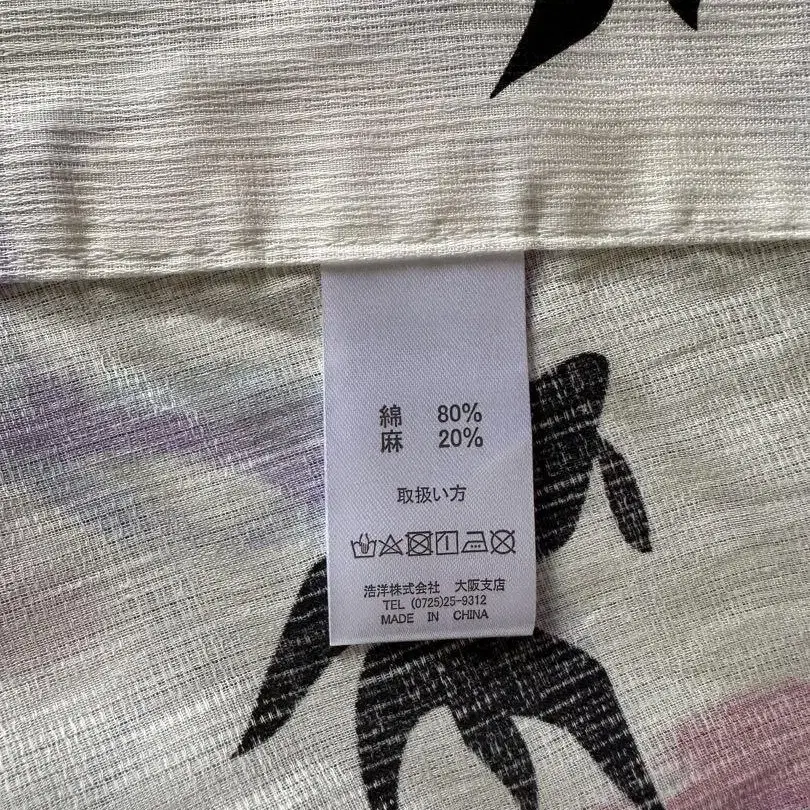 綿 80%
麻 20%
取扱い方
浩洋株式会社 大阪支店
TEL (0725)25-9312
MADE IN CHINA